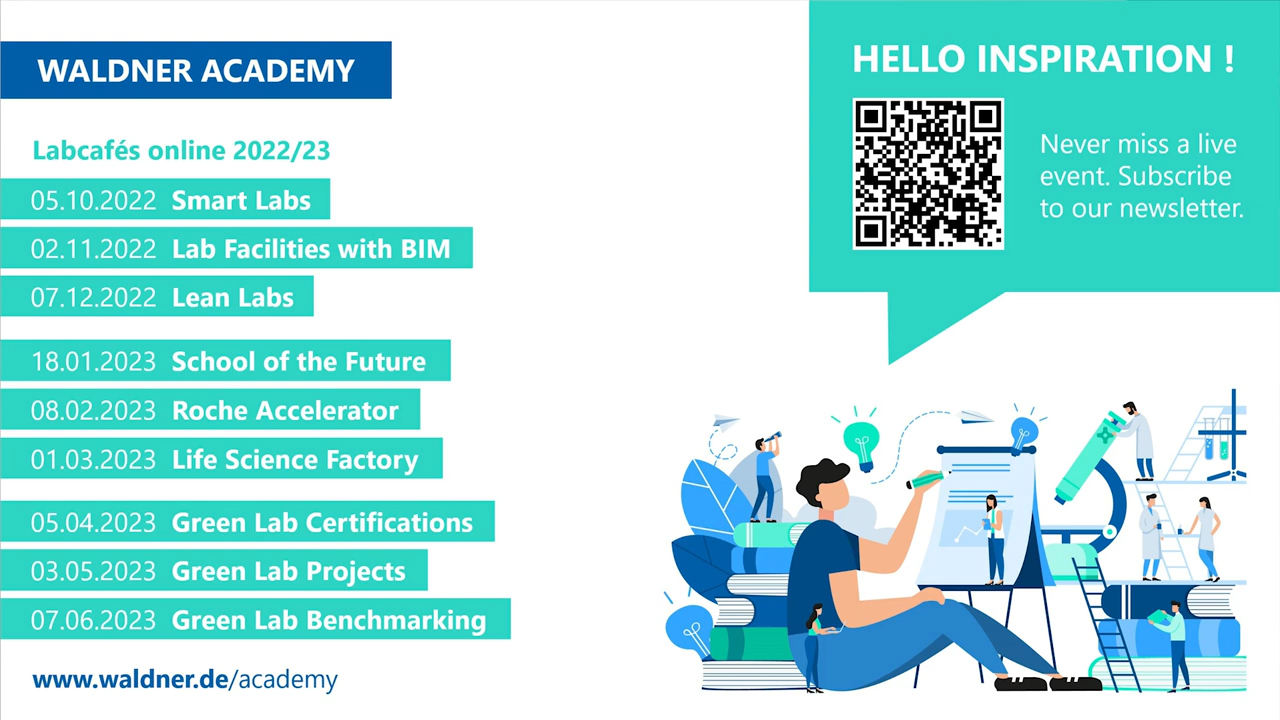 WALDNER ACADEMY
Labcafés online 2022/23
05.10.2022 Smart Labs
02.11.2022 Lab Facilities with BIM
07.12.2022 Lean Labs
18.01.2023 School of the Future
08.02.2023 Roche Accelerator
01.03.2023 Life Science Factory
05.04.2023 Green Lab Certifications
03.05.2023 Green Lab Projects
07.06.2023 Green Lab Benchmarking
www.waldner.de/academy
HELLO INSPIRATION !
Never miss a live
event. Subscribe
to our newsletter.